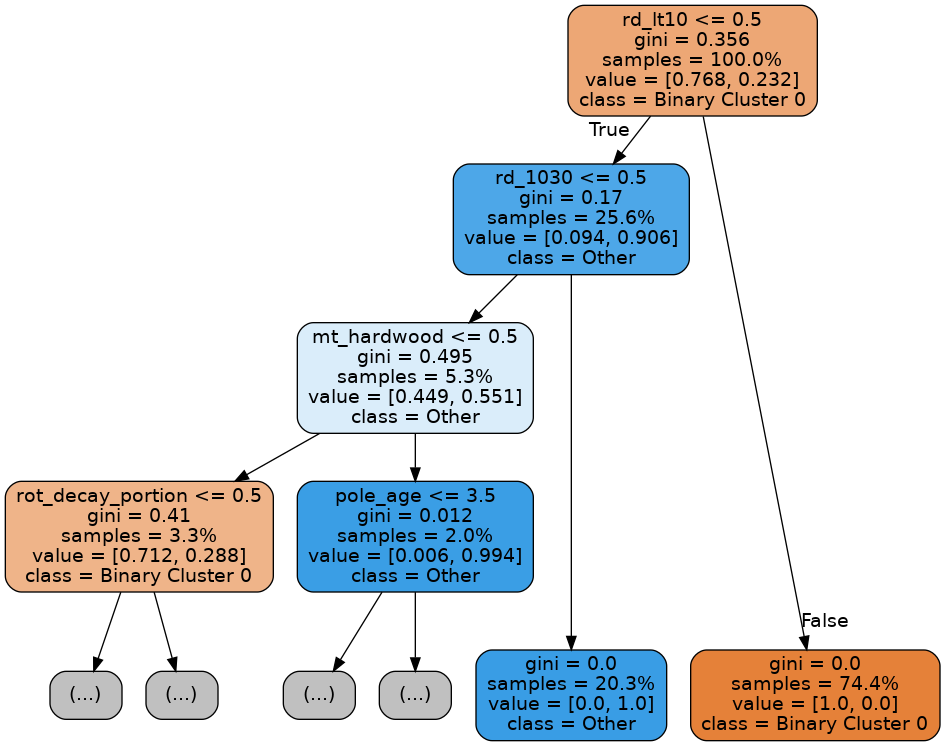 rd_lt10 <= 0.5
gini = 0.356
samples = 100.0%
value = [0.768, 0.232]
class = Binary Cluster 0
True
rd_1030 <= 0.5
gini = 0.17
samples = 25.6%
value = [0.094, 0.906]
class = Other
mt_hardwood <= 0.5
gini = 0.495
samples = 5.3%
value = [0.449, 0.551]
class = Other
rot_decay_portion <= 0.5
gini = 0.41
samples = 3.3%
value = [0.712, 0.288]
class = Binary Cluster 0
pole_age <= 3.5
gini = 0.012
samples = 2.0%
value = [0.006, 0.994]
class = Other
False
(...)
(...)
(...)
(...)
gini = 0.0
samples = 20.3%
value = [0.0, 1.0]
class = Other
gini = 0.0
samples = 74.4%
value = [1.0, 0.0]
class = Binary Cluster 0